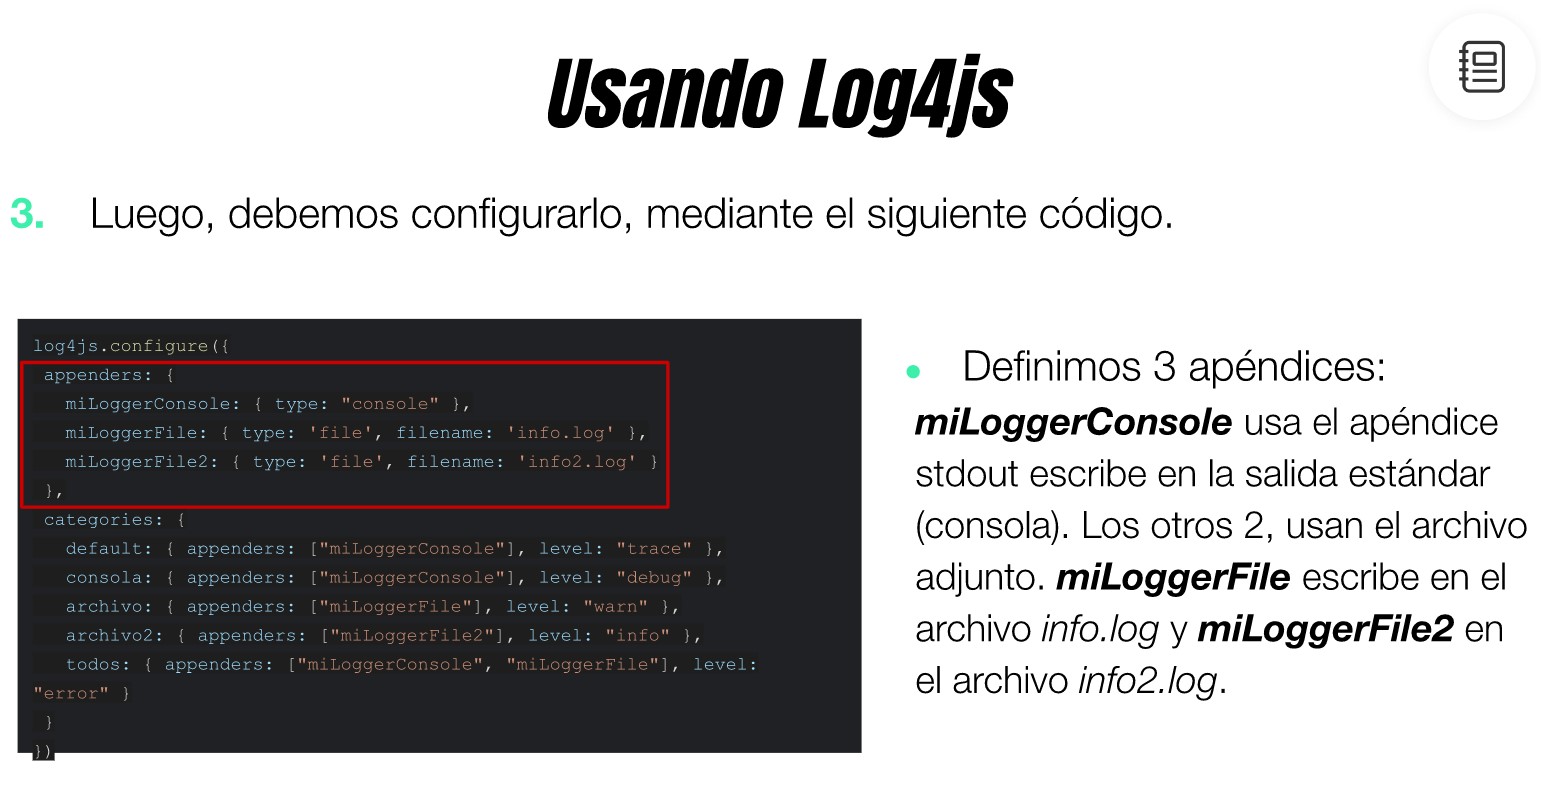 Usando Log4js
3. Luego, debemos configurarlo, mediante el siguiente código.
log4js.configure({
 appenders: {
   miLoggerConsole: { type: "console" },
   miLoggerFile: { type: 'file', filename: 'info.log' },
   miLoggerFile2: { type: 'file', filename: 'info2.log' }
 },
 categories: {
   default: { appenders: ["miLoggerConsole"], level: "trace" },
   consola: { appenders: ["miLoggerConsole"], level: "debug" },
   archivo: { appenders: ["miLoggerFile"], level: "warn" },
   archivo2: { appenders: ["miLoggerFile2"], level: "info" },
   todos: { appenders: ["miLoggerConsole", "miLoggerFile"], level:
"error" }
 }
})
● Definimos 3 apéndices:
miLoggerConsole usa el apéndice
stdout escribe en la salida estándar
(consola). Los otros 2, usan el archivo
adjunto. miLoggerFile escribe en el
archivo info.log y miLoggerFile2 en
el archivo info2.log.